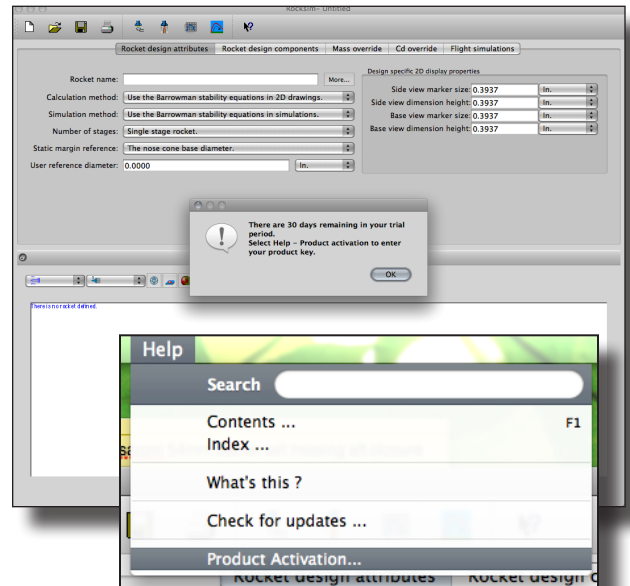 Rocksim- Untitled
Rocket design attributes Rocket design components Mass override Cd override Flight simulations
Rocket name: More...
Calculation method: Use the Barrowman stability equations in 2D drawings.
Simulation method: Use the Barrowman stability equations in simulations.
Number of stages: Single stage rocket.
Static margin reference: The nose cone base diameter.
User reference diameter: 0.0000 In.
Design specific 2D display properties
Side view marker size: 0.3937 In.
Side view dimension height: 0.3937 In.
Base view marker size: 0.3937 In.
Base view dimension height: 0.3937 In.
There are 30 days remaining in your trial
period.
Select Help – Product activation to enter
your product key.
OK
There is no rocket defined.
Help
Search
Contents ... F1
Index ...
What's this ?
Check for updates ...
Product Activation...
Rocket design attributes Rocket design c